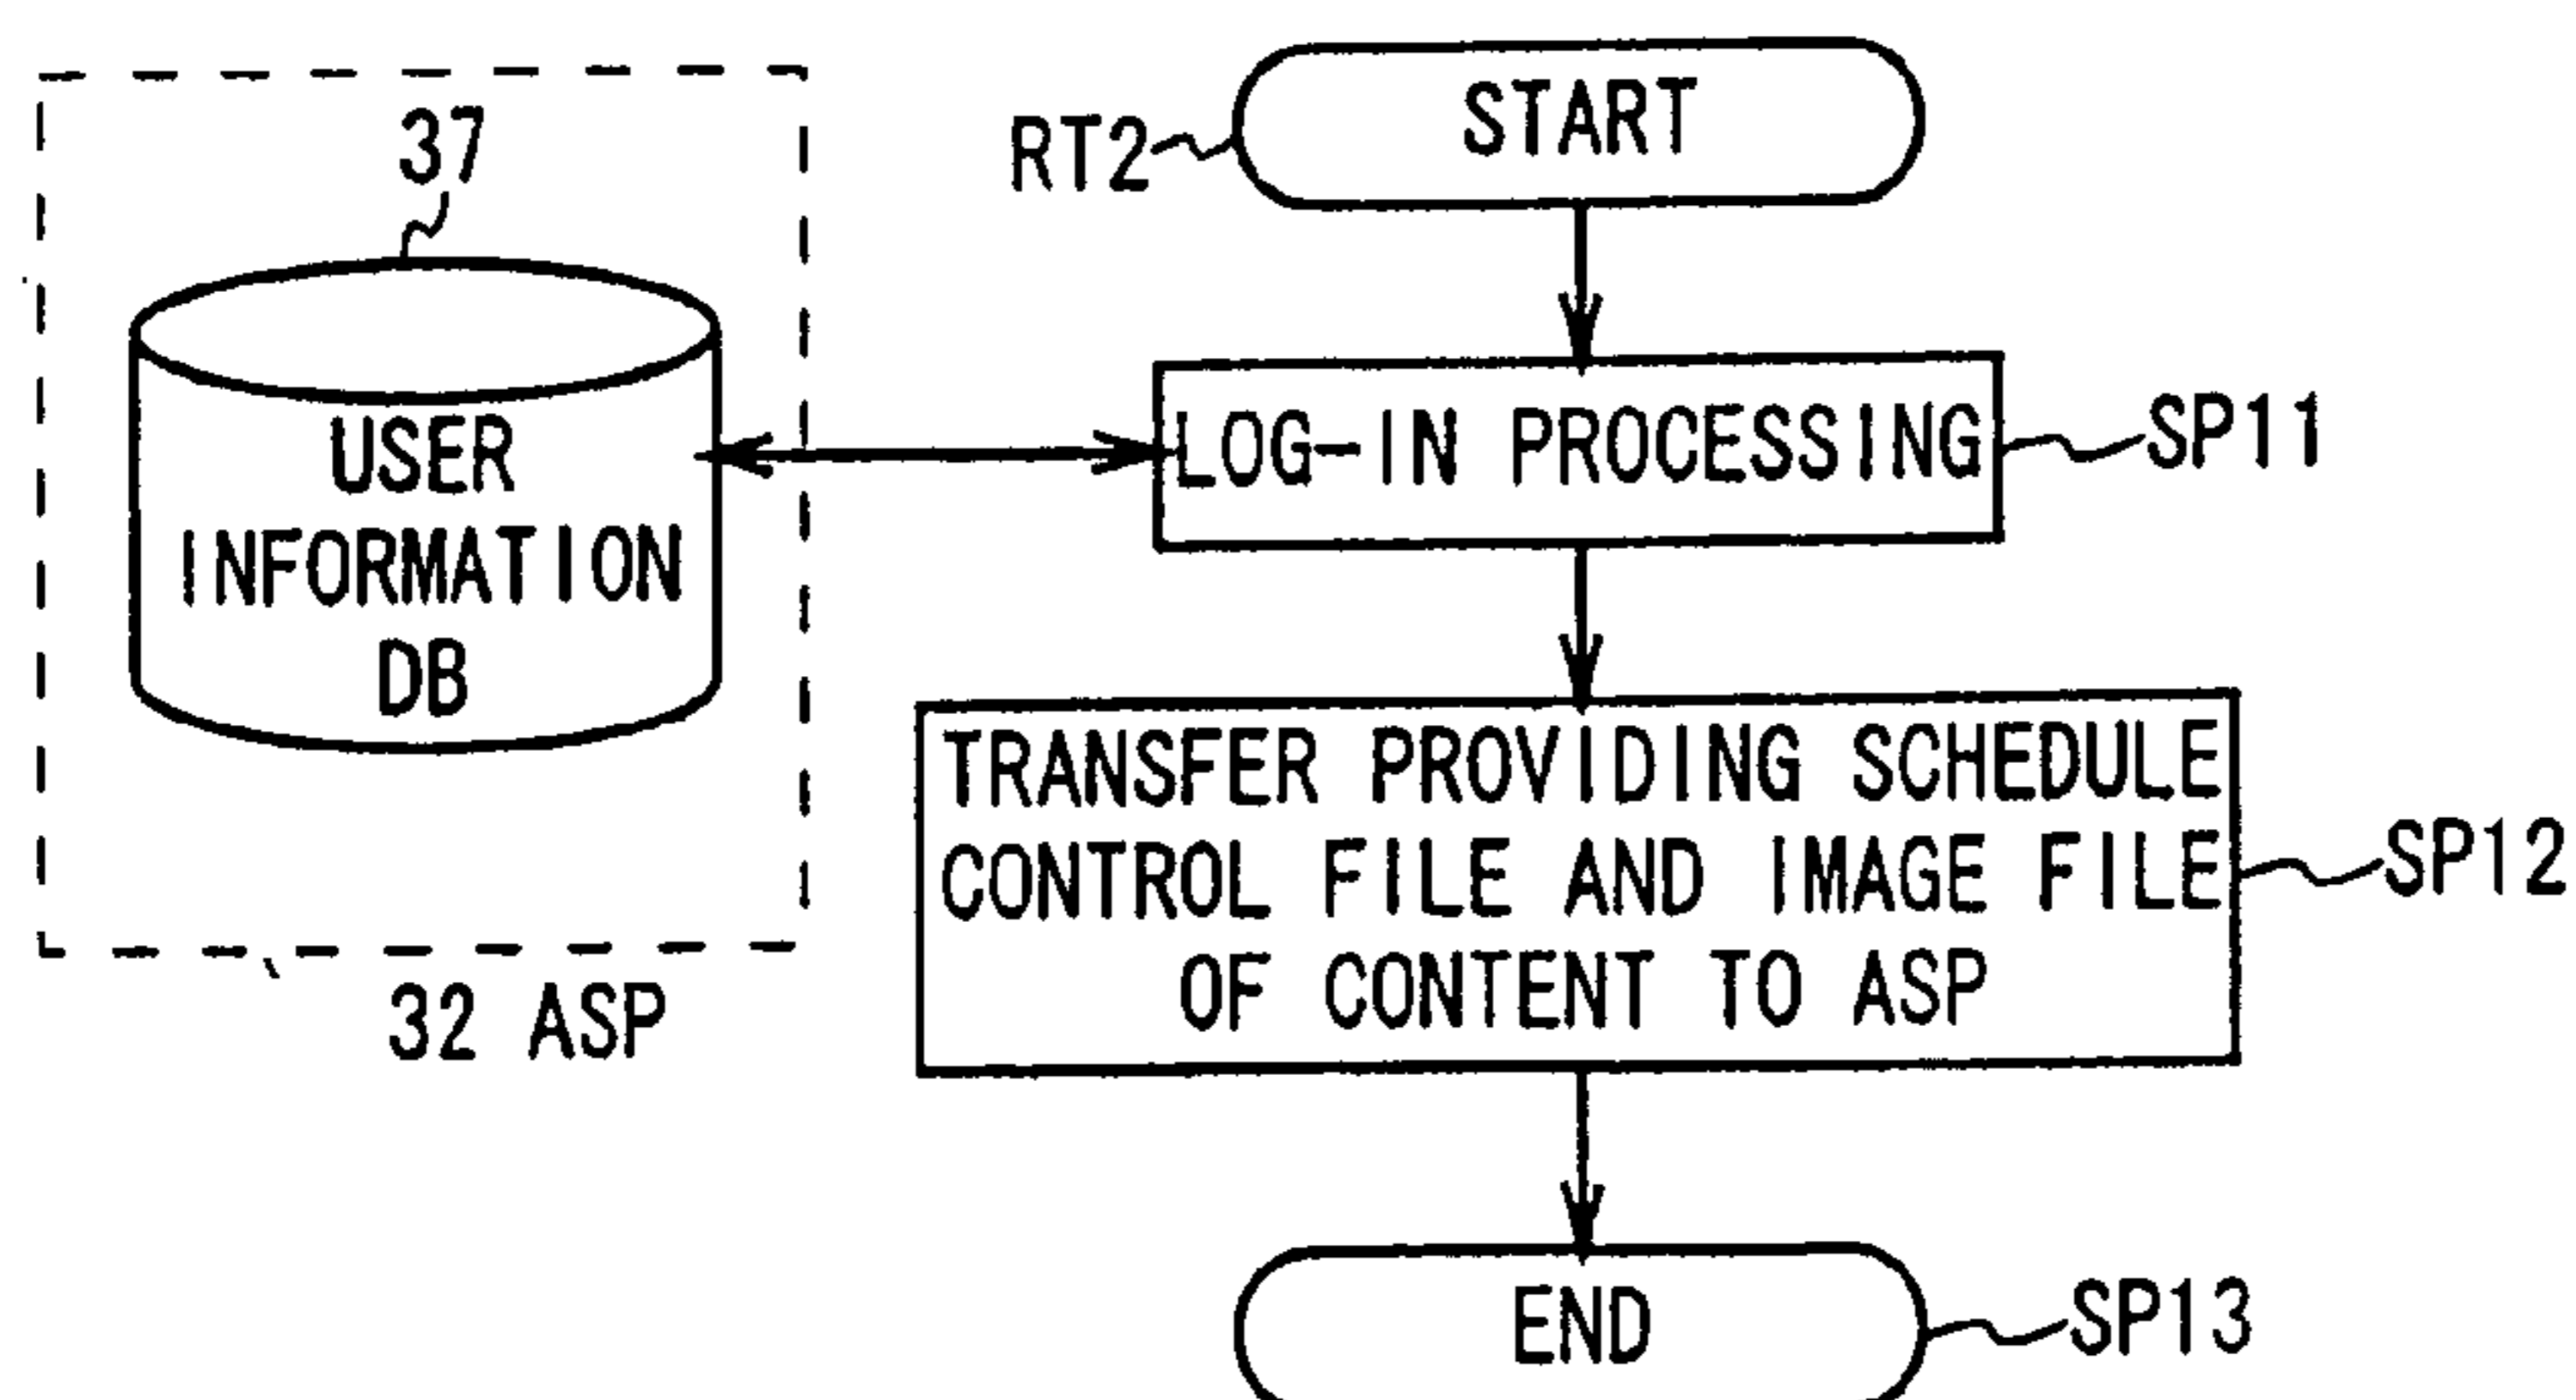 37
USER
INFORMATION
DB
32 ASP
RT2
START
LOG-IN PROCESSING
SP11
TRANSFER PROVIDING SCHEDULE
CONTROL FILE AND IMAGE FILE
OF CONTENT TO ASP
SP12
END
SP13